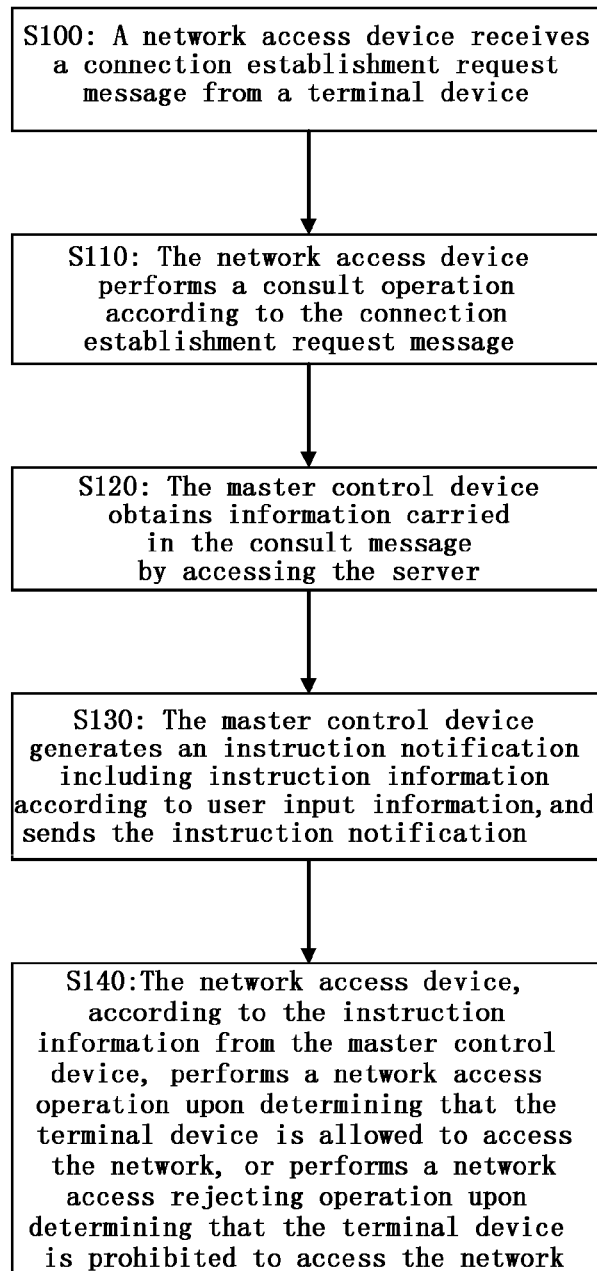 S100: A network access device receives
a connection establishment request
message from a terminal device
S110: The network access device
performs a consult operation
according to the connection
establishment request message
S120: The master control device
obtains information carried
in the consult message
by accessing the server
S130: The master control device
generates an instruction notification
including instruction information
according to user input information, and
sends the instruction notification
S140:The network access device,
according to the instruction
information from the master control
device, performs a network access
operation upon determining that the
terminal device is allowed to access
the network, or performs a network
access rejecting operation upon
determining that the terminal device
is prohibited to access the network